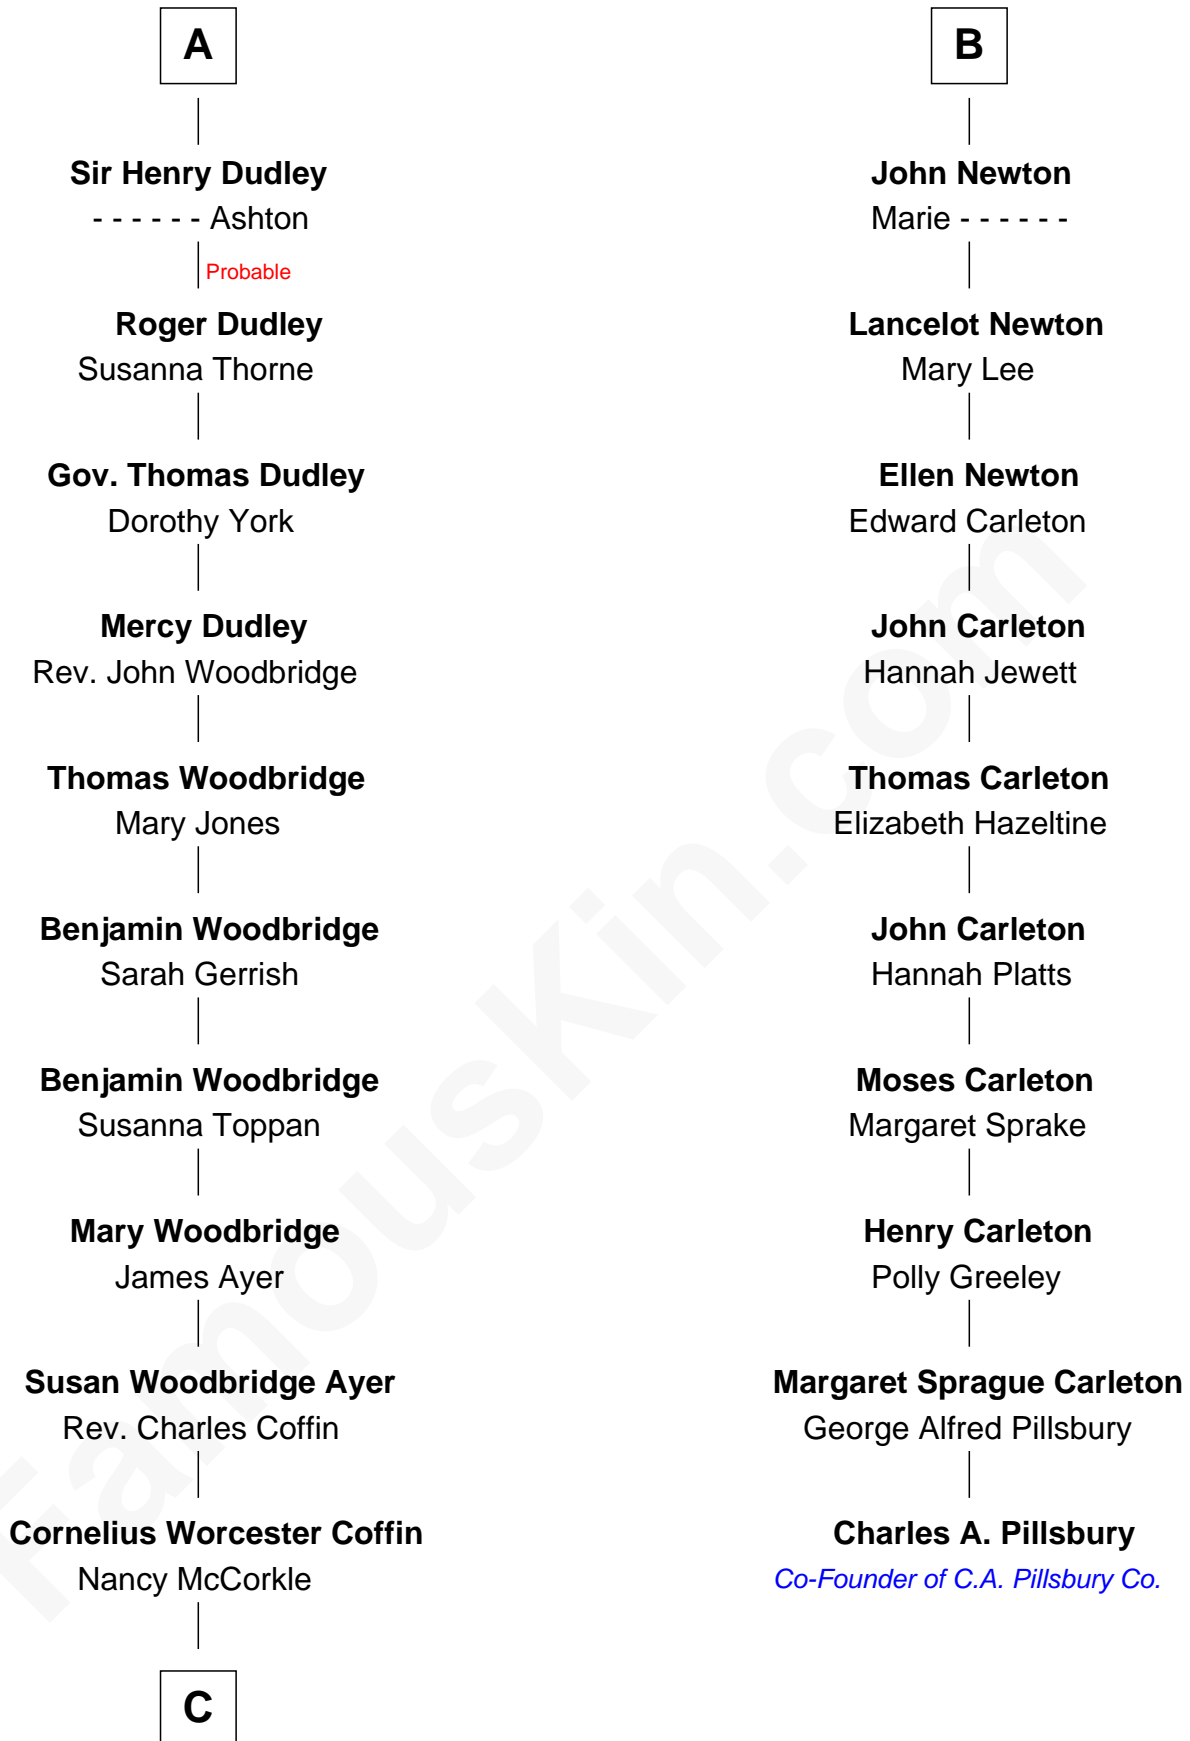 A
Sir Henry Dudley
- - - - - - Ashton
Probable
Roger Dudley
Susanna Thorne
Gov. Thomas Dudley
Dorothy York
Mercy Dudley
Rev. John Woodbridge
Thomas Woodbridge
Mary Jones
Benjamin Woodbridge
Sarah Gerrish
Benjamin Woodbridge
Susanna Toppan
Mary Woodbridge
James Ayer
Susan Woodbridge Ayer
Rev. Charles Coffin
Cornelius Worcester Coffin
Nancy McCorkle
C
B
John Newton
Marie - - - - - -
Lancelot Newton
Mary Lee
Ellen Newton
Edward Carleton
John Carleton
Hannah Jewett
Thomas Carleton
Elizabeth Hazeltine
John Carleton
Hannah Platts
Moses Carleton
Margaret Sprake
Henry Carleton
Polly Greeley
Margaret Sprague Carleton
George Alfred Pillsbury
Charles A. Pillsbury
Co-Founder of C.A. Pillsbury Co.
FamousKin.com